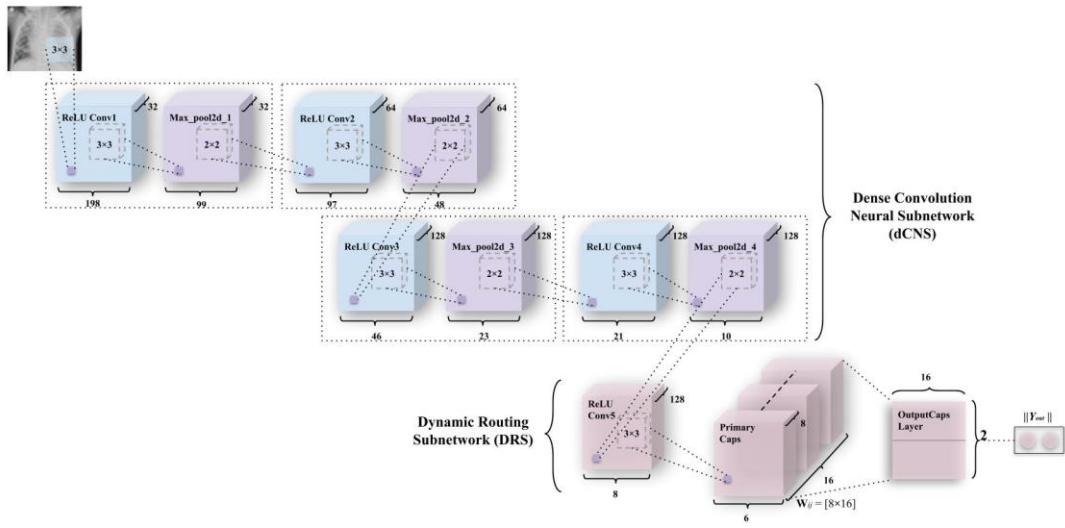 3×3
ReLU Conv1
32
3×3
198
Max_pool2d_1
32
2×2
99
ReLU Conv2
64
3×3
97
Max_pool2d_2
64
2×2
48
Dense Convolution
Neural Subnetwork
(dCNS)
ReLU Conv3
128
3×3
46
Max_pool2d_3
128
2×2
23
ReLU Conv4
128
3×3
21
Max_pool2d_4
128
2×2
10
Dynamic Routing
Subnetwork (DRS)
ReLU
Conv5
128
3×3
8
Primary
Caps
8
16
6
W_ij = [8×16]
16
OutputCaps
Layer
2
||Y_out||